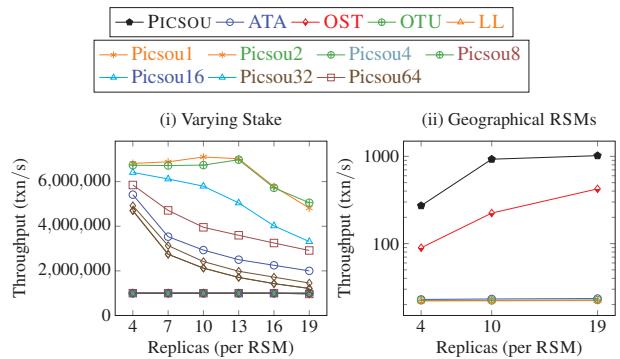 PICSOU ATA OST OTU LL
Picsou1 Picsou2 Picsou4 Picsou8
Picsou16 Picsou32 Picsou64
(i) Varying Stake
(ii) Geographical RSMs
Throughput (txn/s)
6,000,000
4,000,000
2,000,000
0
4 7 10 13 16 19
Replicas (per RSM)
Throughput (txn/s)
1000
100
4 10 19
Replicas (per RSM)